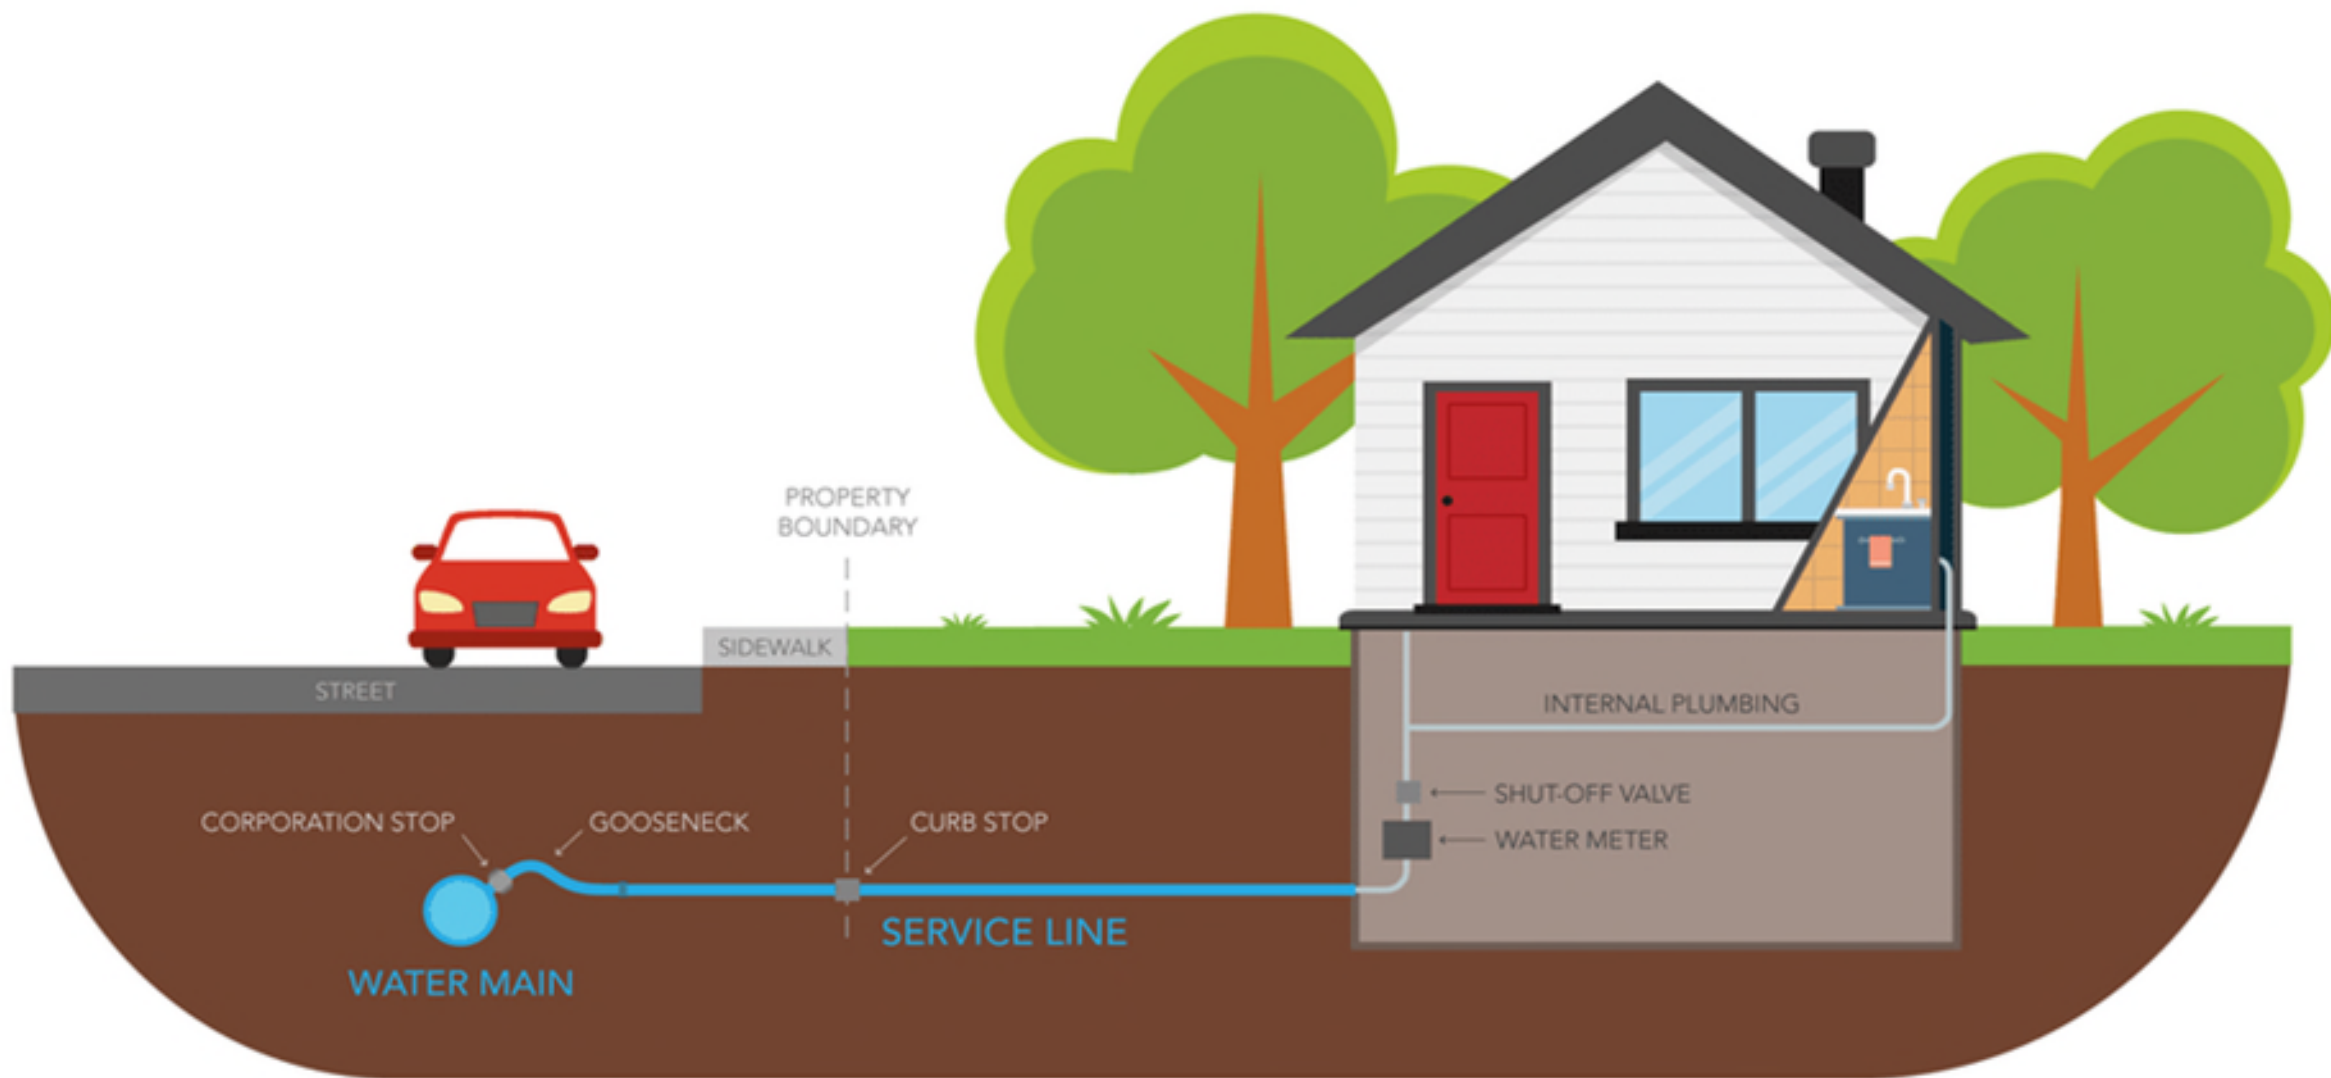 PROPERTY
BOUNDARY
SIDEWALK
STREET
INTERNAL PLUMBING
SHUT-OFF VALVE
CORPORATION STOP
GOOSENECK
CURB STOP
WATER METER
SERVICE LINE
WATER MAIN